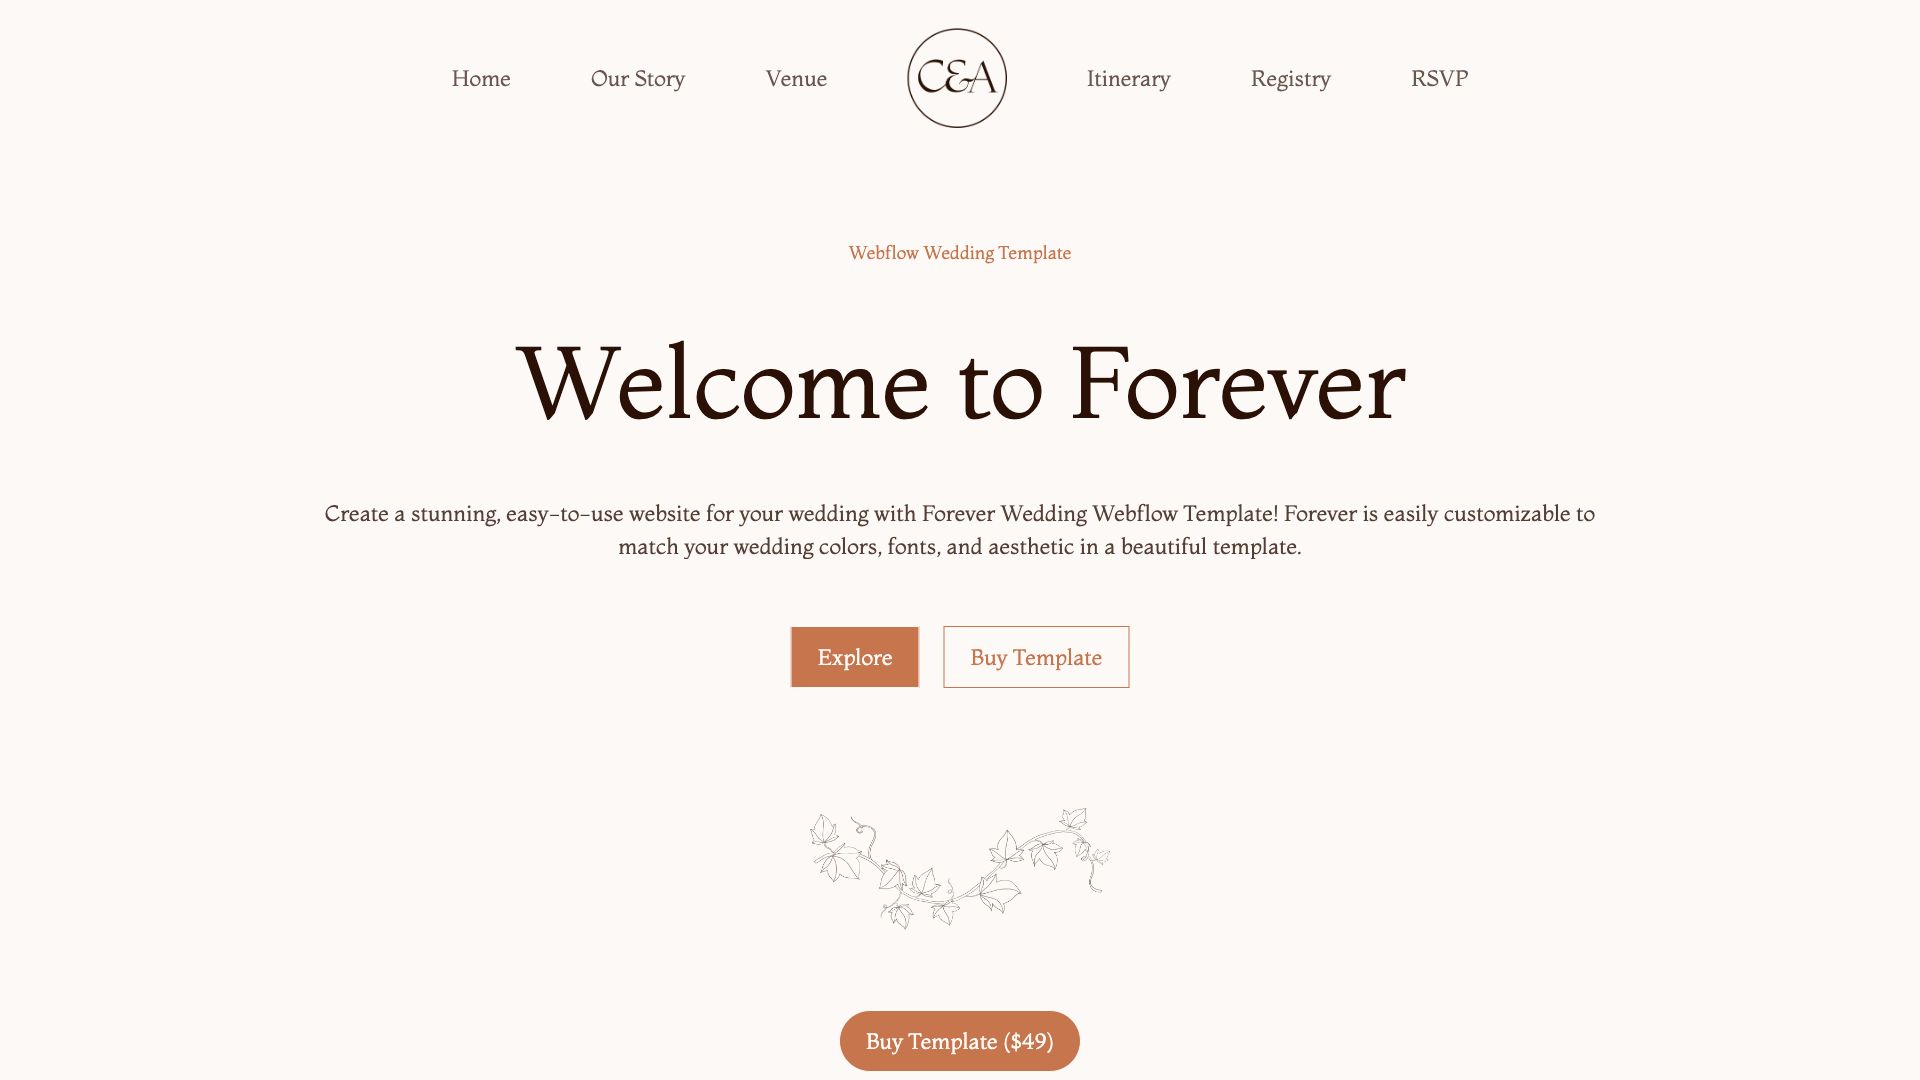 Home
Our Story
Venue
C&A
Itinerary
Registry
RSVP
Webflow Wedding Template
Welcome to Forever
Create a stunning, easy-to-use website for your wedding with Forever Wedding Webflow Template! Forever is easily customizable to
match your wedding colors, fonts, and aesthetic in a beautiful template.
Explore
Buy Template
Buy Template ($49)